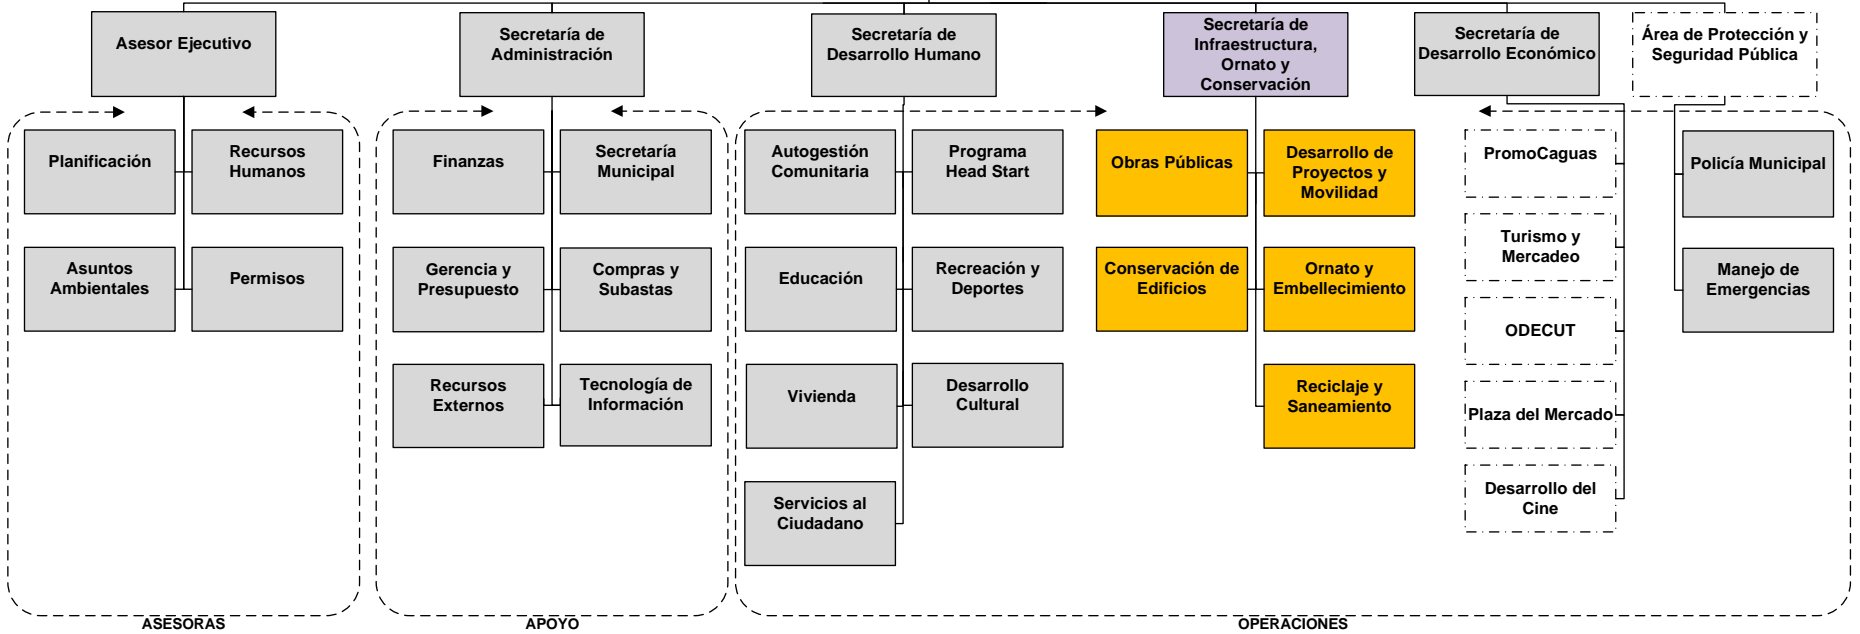 Asesor Ejecutivo
Secretaría de
Administración
Secretaría de
Desarrollo Humano
Secretaría de
Infraestructura,
Ornato y
Conservación
Secretaría de
Desarrollo Económico
Área de Protección y
Seguridad Pública
Planificación
Recursos
Humanos
Asuntos
Ambientales
Permisos
ASESORAS
Finanzas
Secretaría
Municipal
Gerencia y
Presupuesto
Compras y
Subastas
Recursos
Externos
Tecnología de
Información
APOYO
Autogestión
Comunitaria
Programa
Head Start
Educación
Recreación y
Deportes
Vivienda
Desarrollo
Cultural
Servicios al
Ciudadano
Obras Públicas
Desarrollo de
Proyectos y
Movilidad
Conservación de
Edificios
Ornato y
Embellecimiento
Reciclaje y
Saneamiento
PromoCaguas
Turismo y
Mercadeo
ODECUT
Plaza del Mercado
Desarrollo del
Cine
Policía Municipal
Manejo de
Emergencias
OPERACIONES